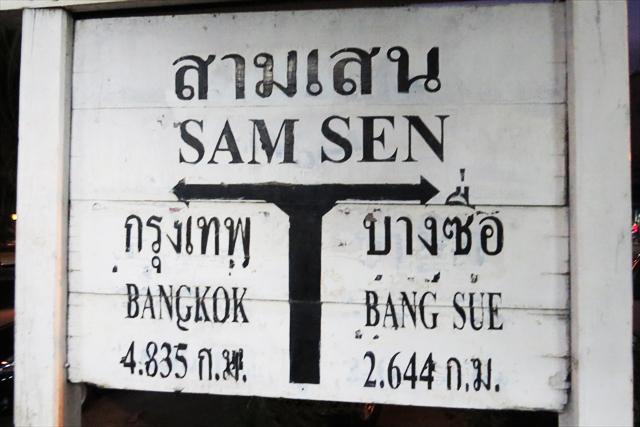 สามเสน
SAM SEN
กรุงเทพ
BANGKOK
4.835 ก.ม.
บางซื่อ
BANG SUE
2.644 ก.ม.